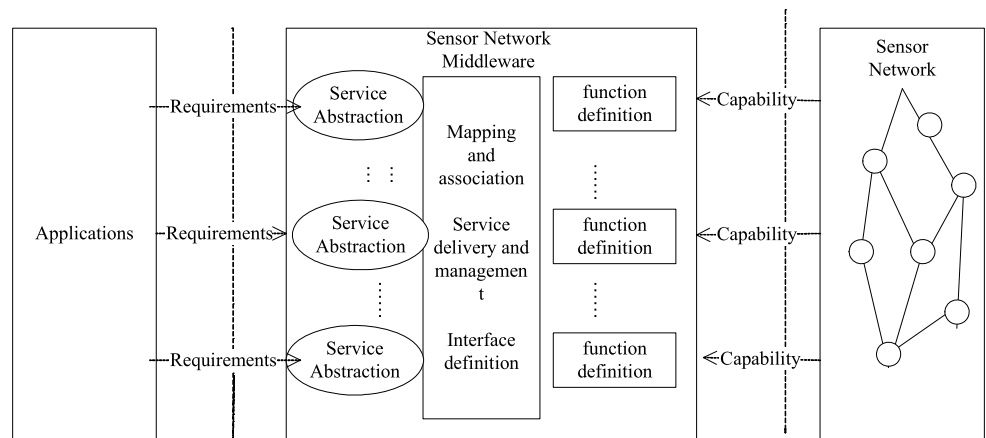 Sensor Network
Middleware
Applications
Requirements
Requirements
Requirements
Service
Abstraction
Service
Abstraction
Service
Abstraction
Mapping
and
association
Service
delivery and
managemen
t
Interface
definition
function
definition
function
definition
function
definition
Capability
Capability
Capability
Sensor
Network